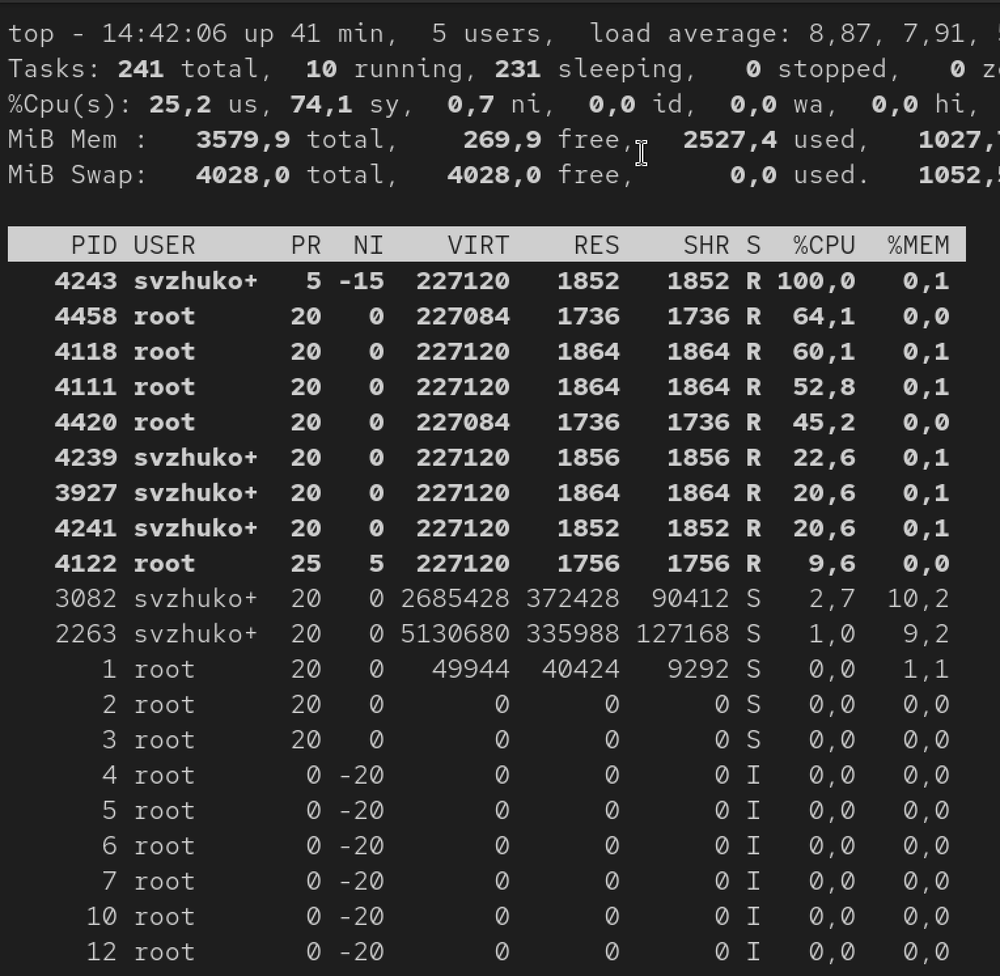 top - 14:42:06 up 41 min,  5 users,  load average: 8,87, 7,91,
Tasks: 241 total,  10 running, 231 sleeping,   0 stopped,   0
%Cpu(s): 25,2 us, 74,1 sy,  0,7 ni,  0,0 id,  0,0 wa,  0,0 hi,
MiB Mem :   3579,9 total,    269,9 free,   2527,4 used,   1027,
MiB Swap:   4028,0 total,   4028,0 free,      0,0 used.   1052,
PID USER      PR  NI    VIRT    RES    SHR S  %CPU  %MEM
4243 svzhuko+   5 -15  227120   1852   1852 R 100,0   0,1
4458 root      20   0  227084   1736   1736 R  64,1   0,0
4118 root      20   0  227120   1864   1864 R  60,1   0,1
4111 root      20   0  227120   1864   1864 R  52,8   0,1
4420 root      20   0  227084   1736   1736 R  45,2   0,0
4239 svzhuko+  20   0  227120   1856   1856 R  22,6   0,1
3927 svzhuko+  20   0  227120   1864   1864 R  20,6   0,1
4241 svzhuko+  20   0  227120   1852   1852 R  20,6   0,1
4122 root      25   5  227120   1756   1756 R   9,6   0,0
3082 svzhuko+  20   0 2685428 372428  90412 S   2,7  10,2
2263 svzhuko+  20   0 5130680 335988 127168 S   1,0   9,2
1 root      20   0   49944  40424   9292 S   0,0   1,1
2 root      20   0       0      0      0 S   0,0   0,0
3 root      20   0       0      0      0 S   0,0   0,0
4 root       0 -20       0      0      0 I   0,0   0,0
5 root       0 -20       0      0      0 I   0,0   0,0
6 root       0 -20       0      0      0 I   0,0   0,0
7 root       0 -20       0      0      0 I   0,0   0,0
10 root       0 -20       0      0      0 I   0,0   0,0
12 root       0 -20       0      0      0 I   0,0   0,0